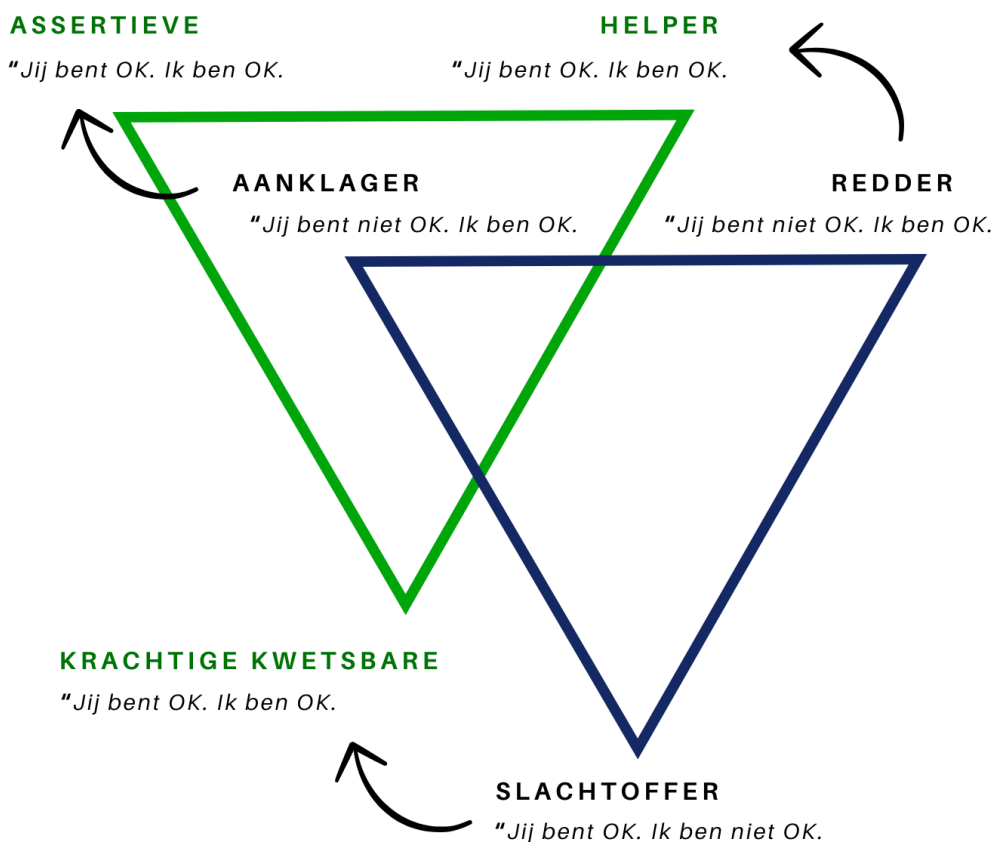 ASSERTIEVE
"Jij bent OK. Ik ben OK.
HELPER
"Jij bent OK. Ik ben OK.
AANKLAGER
"Jij bent niet OK. Ik ben OK.
REDDER
"Jij bent niet OK. Ik ben OK.
KRACHTIGE KWETSBARE
"Jij bent OK. Ik ben OK.
SLACHTOFFER
"Jij bent OK. Ik ben niet OK.